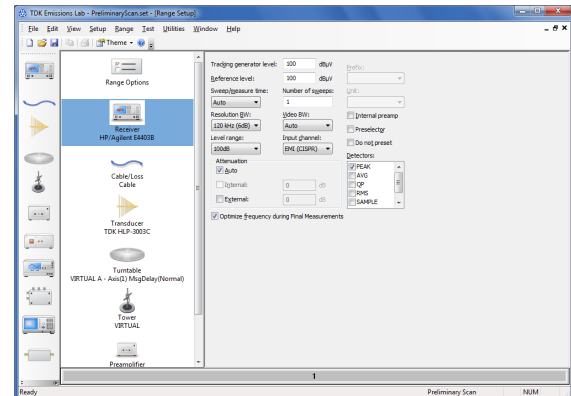 TDK Emissions Lab - PreliminaryScan.set - [Range Setup]
File Edit View Setup Range Test Utilities Window Help
Theme
Range Options
Receiver
HP/Agilent E4403B
Cable/Loss
Cable
Transducer
TDK HLP-3003C
Turntable
VIRTUAL A - Axis(1) MsgDelay(Normal)
Tower
VIRTUAL
Preamplifier
Tracking generator level: 100 dBµV
Prefix:
Reference level: 100 dBµV
Sweep/measure time: Number of sweeps: Unit:
Auto 1
Resolution BW: Video BW:
120 kHz (6dB) Auto
Internal preamp
Preselector
Level range: Input channel:
100dB EMI (CISPR)
Do not preset
Attenuation
Auto
Internal: 0 dB
External: 0 dB
Detectors:
PEAK
AVG
QP
RMS
SAMPLE
Optimize frequency during Final Measurements
1
Ready Preliminary Scan NUM